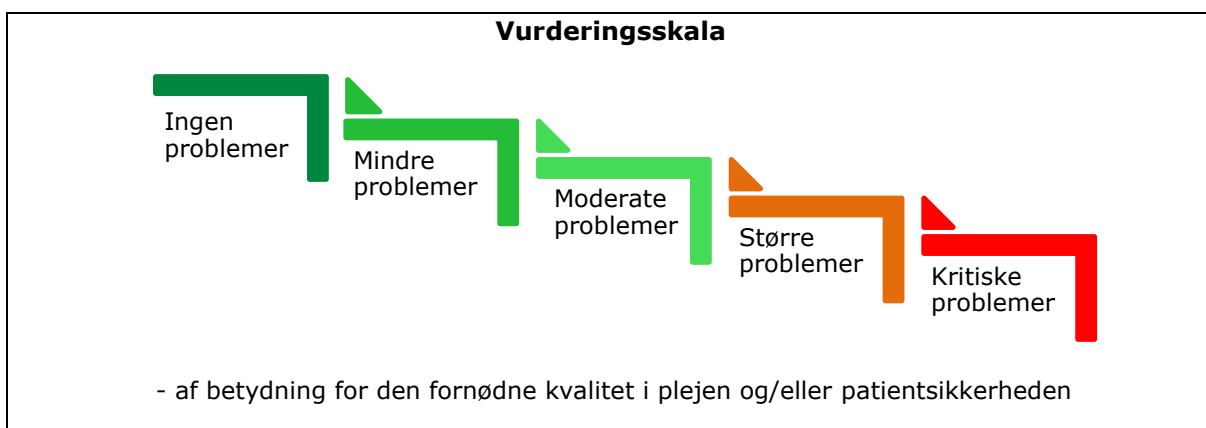 Vurderingsskala
Ingen
problemer
Mindre
problemer
Moderate
problemer
Større
problemer
Kritiske
problemer
- af betydning for den fornødne kvalitet i plejen og/eller patientsikkerheden